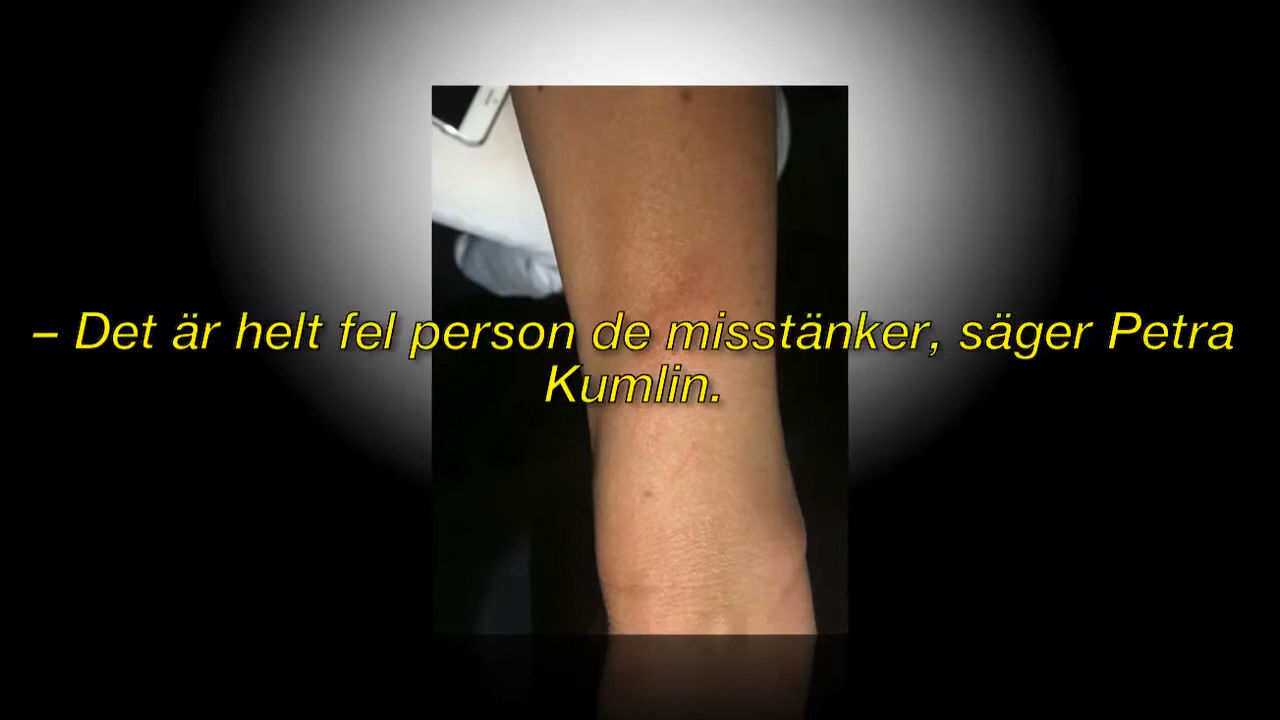 – Det är helt fel person de misstänker, säger Petra
Kumlin.